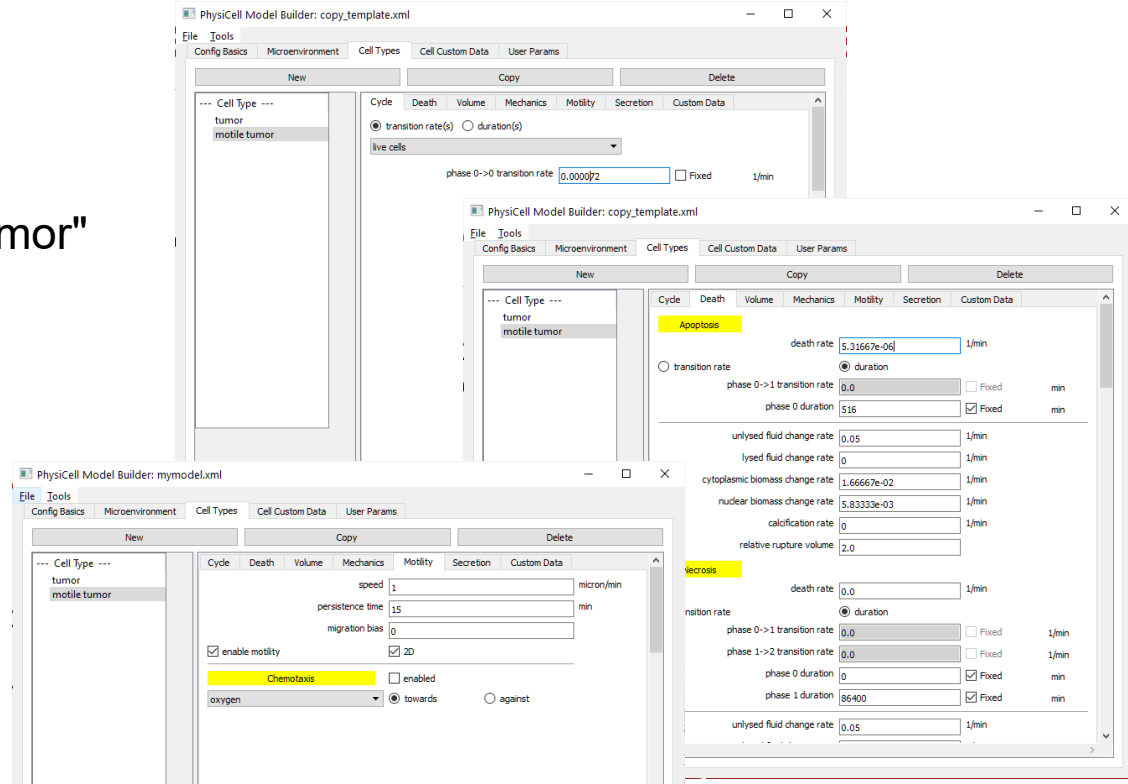 PhysiCell Model Builder: copy_template.xml
File Tools
Config Basics Microenvironment Cell Types Cell Custom Data User Params
New Copy Delete
--- Cell Type ---
tumor
motile tumor
Cycle Death Volume Mechanics Motility Secretion Custom Data
transition rate(s) duration(s)
live cells
phase 0->0 transition rate 0.000072 Fixed 1/min
mor"
PhysiCell Model Builder: copy_template.xml
File Tools
Config Basics Microenvironment Cell Types Cell Custom Data User Params
New Copy Delete
--- Cell Type ---
tumor
motile tumor
Cycle Death Volume Mechanics Motility Secretion Custom Data
Apoptosis
death rate 5.31667e-06 1/min
transition rate duration
phase 0->1 transition rate 0.0 Fixed min
phase 0 duration 516 Fixed min
unlysed fluid change rate 0.05 1/min
lysed fluid change rate 0 1/min
cytoplasmic biomass change rate 1.66667e-02 1/min
nuclear biomass change rate 5.83333e-03 1/min
calcification rate 0 1/min
relative rupture volume 2.0
Necrosis
death rate 0.0 1/min
nsition rate duration
phase 0->1 transition rate 0.0 Fixed 1/min
phase 1->2 transition rate 0.0 Fixed 1/min
phase 0 duration 0 Fixed min
phase 1 duration 86400 Fixed min
unlysed fluid change rate 0.05 1/min
PhysiCell Model Builder: mymodel.xml
File Tools
Config Basics Microenvironment Cell Types Cell Custom Data User Params
New Copy Delete
--- Cell Type ---
tumor
motile tumor
Cycle Death Volume Mechanics Motility Secretion Custom Data
speed 1 micron/min
persistence time 15 min
migration bias 0
enable motility 2D
Chemotaxis enabled
oxygen towards against